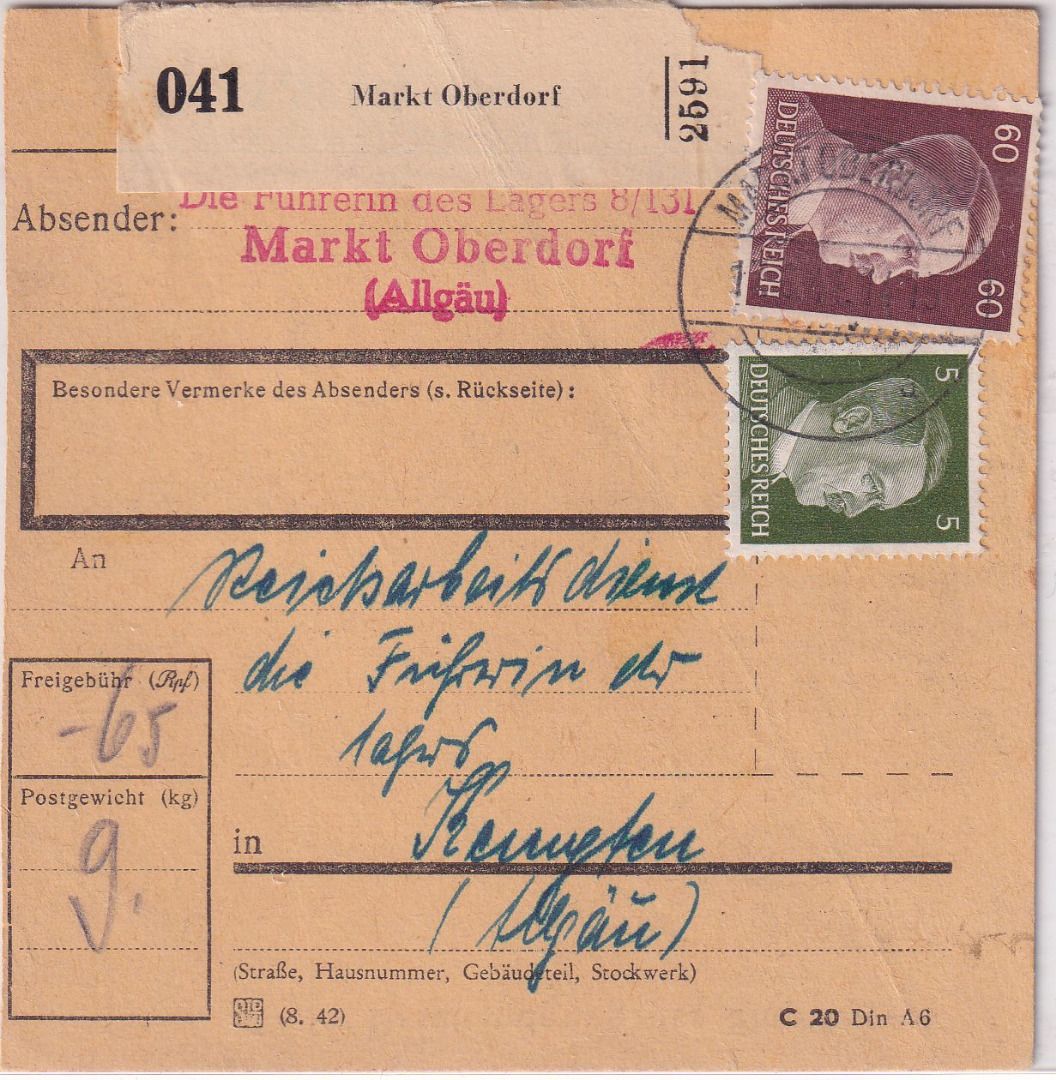 041 Markt Oberdorf 2591
Absender: Die Führerin des Lagers 8/131
Markt Oberdorf
(Allgäu)
DEUTSCHES REICH 60 60
MARKT OBERDORF
a
DEUTSCHES REICH 5 5
Besondere Vermerke des Absenders (s. Rückseite):
An
Reichsarbeitsdienst
die Führerin des
Lagers
Freigebühr (Rpf)
-65
Postgewicht (kg)
9.
in Kempten
(Allgäu)
(Straße, Hausnummer, Gebäudeteil, Stockwerk)
(8. 42)
C 20 Din A6